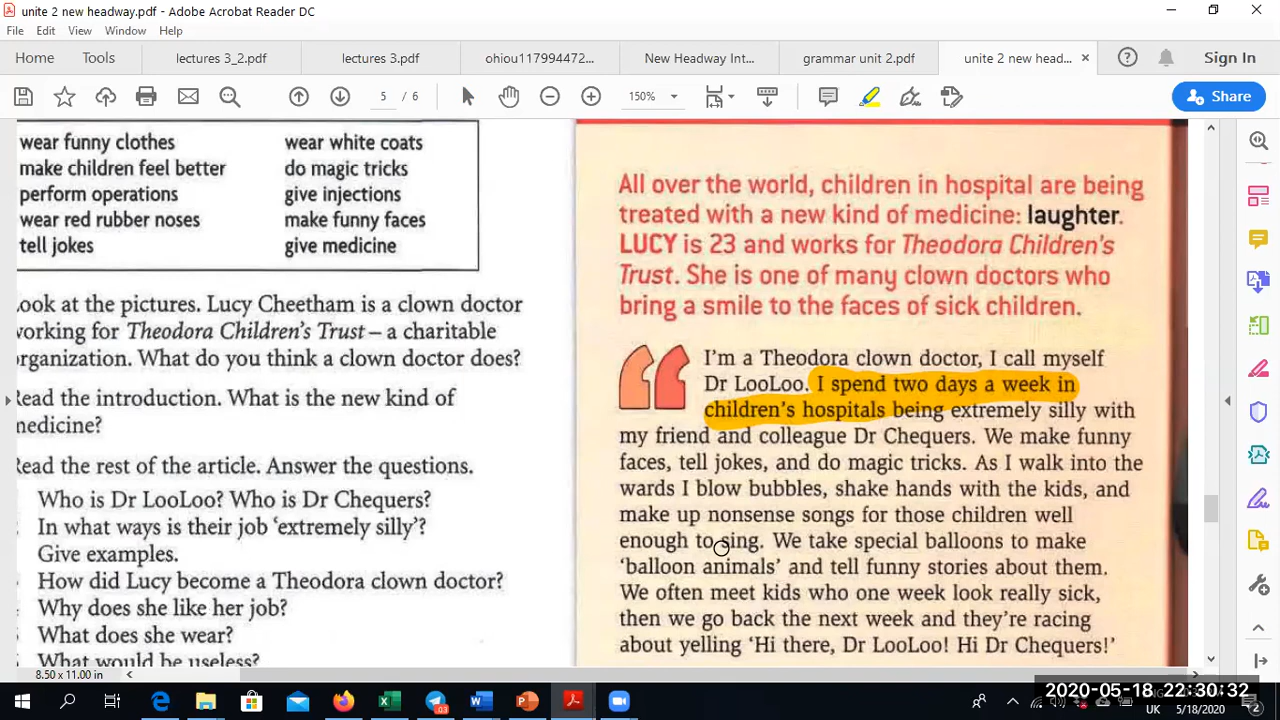 unite 2 new headway.pdf - Adobe Acrobat Reader DC
File Edit View Window Help
Home Tools lectures 3_2.pdf lectures 3.pdf ohiou117994472... New Headway Int... grammar unit 2.pdf unite 2 new head... Sign In
5 / 6 150% Share
wear funny clothes wear white coats
make children feel better do magic tricks
perform operations give injections
wear red rubber noses make funny faces
tell jokes give medicine
ook at the pictures. Lucy Cheetham is a clown doctor
orking for Theodora Children's Trust – a charitable
rganization. What do you think a clown doctor does?
Read the introduction. What is the new kind of
medicine?
Read the rest of the article. Answer the questions.
Who is Dr LooLoo? Who is Dr Chequers?
In what ways is their job 'extremely silly'?
Give examples.
How did Lucy become a Theodora clown doctor?
Why does she like her job?
What does she wear?
What would be useless?
All over the world, children in hospital are being
treated with a new kind of medicine: laughter.
LUCY is 23 and works for Theodora Children's
Trust. She is one of many clown doctors who
bring a smile to the faces of sick children.
I'm a Theodora clown doctor, I call myself
Dr LooLoo. I spend two days a week in
children's hospitals being extremely silly with
my friend and colleague Dr Chequers. We make funny
faces, tell jokes, and do magic tricks. As I walk into the
wards I blow bubbles, shake hands with the kids, and
make up nonsense songs for those children well
enough to sing. We take special balloons to make
'balloon animals' and tell funny stories about them.
We often meet kids who one week look really sick,
then we go back the next week and they're racing
about yelling 'Hi there, Dr LooLoo! Hi Dr Chequers!'
8.50 x 11.00 in
2020-05-18 22:30:32
UK 5/18/2020